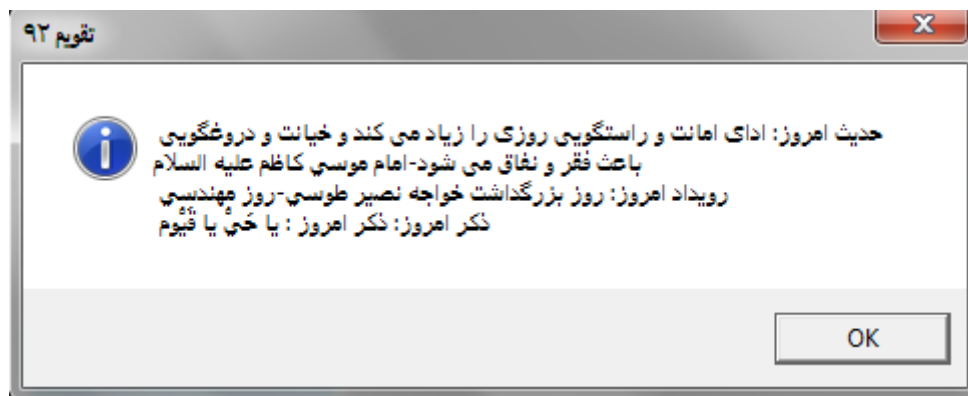 تقویم ۹۲
حدیث امروز: ادای امانت و راستگویی روزی را زیاد می کند و خیانت و دروغگویی
باعث فقر و نفاق می شود-امام موسي کاظم علیه السلام
رویداد امروز: روز بزرگداشت خواجه نصیر طوسي-روز مهندسي
ذکر امروز: ذکر امروز : یا حَيُّ یا قَیُّوم
OK